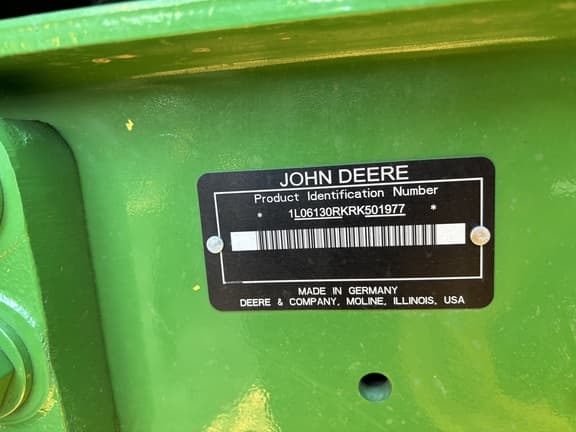 JOHN DEERE
Product Identification Number
* 1L06130RKRK501977 *
MADE IN GERMANY
DEERE & COMPANY, MOLINE, ILLINOIS, USA